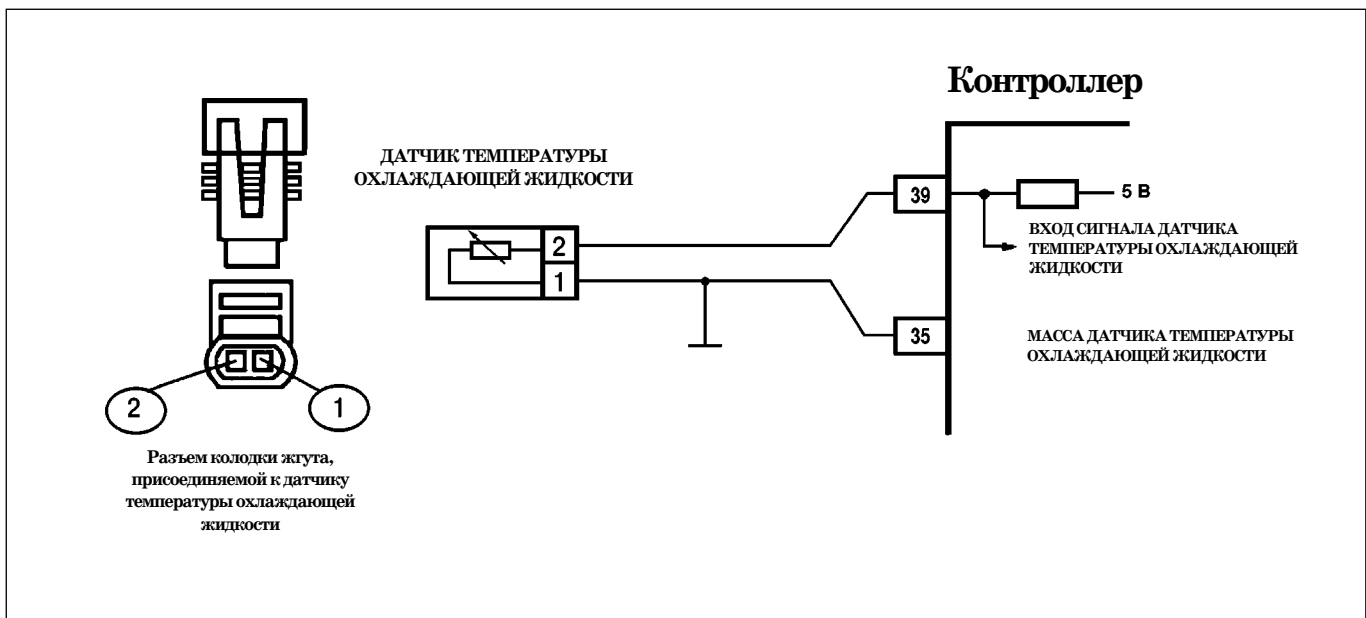 Контроллер
ДАТЧИК ТЕМПЕРАТУРЫ
ОХЛАЖДАЮЩЕЙ ЖИДКОСТИ
39
5 В
ВХОД СИГНАЛА ДАТЧИКА
ТЕМПЕРАТУРЫ ОХЛАЖДАЮЩЕЙ
ЖИДКОСТИ
2
1
35
МАССА ДАТЧИКА ТЕМПЕРАТУРЫ
ОХЛАЖДАЮЩЕЙ ЖИДКОСТИ
2
1
Разъем колодки жгута,
присоединяемой к датчику
температуры охлаждающей
жидкости